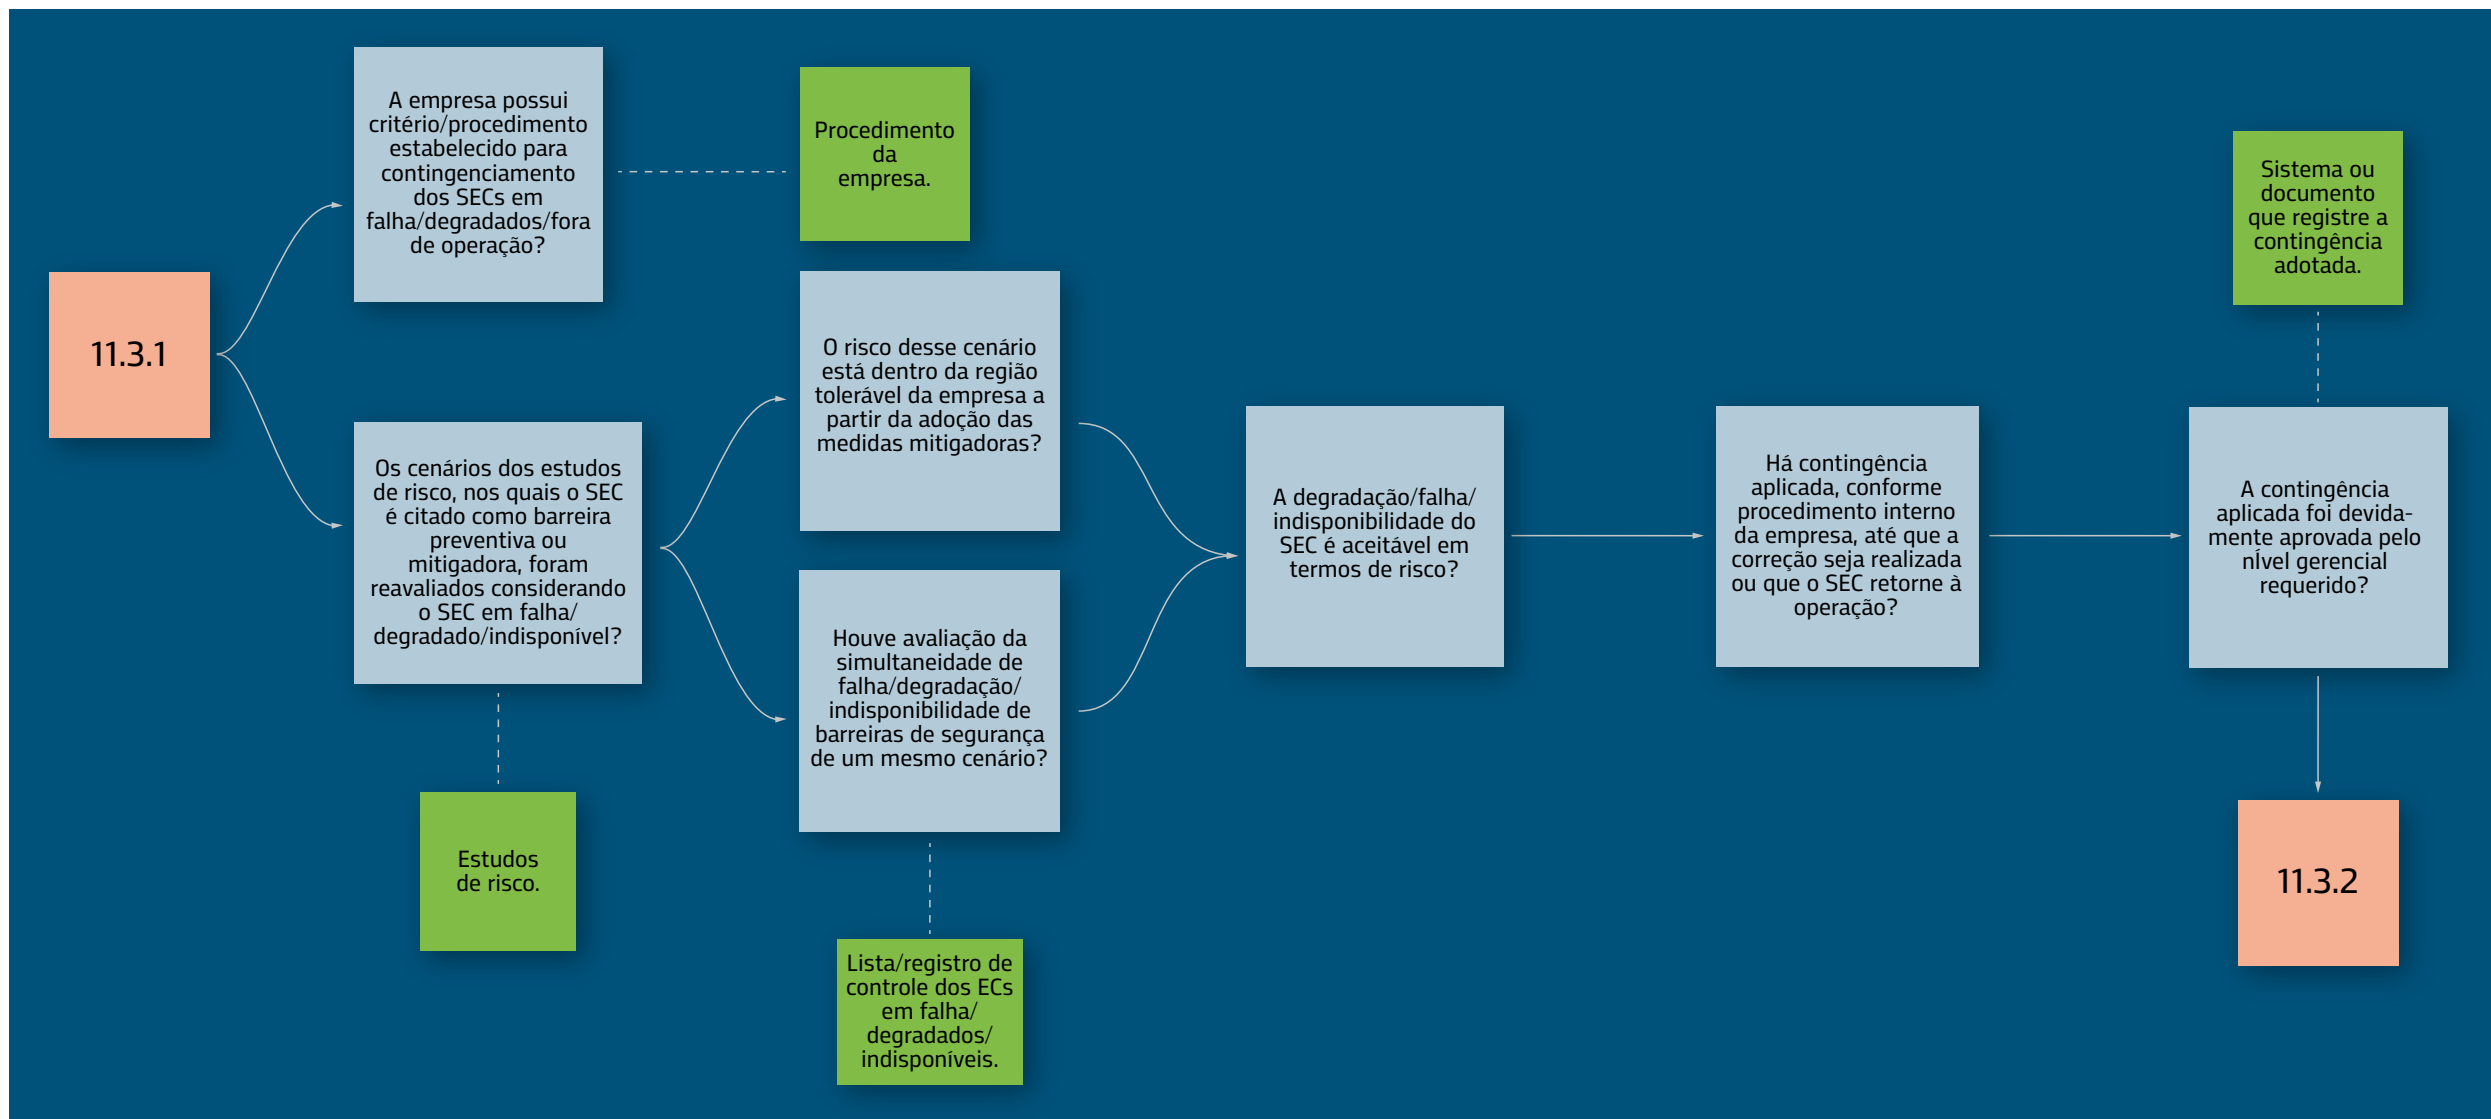 11.3.1
A empresa possui
critério/procedimento
estabelecido para
contingenciamento
dos SECs em
falha/degradados/fora
de operação?
Procedimento
da
empresa.
Os cenários dos estudos
de risco, nos quais o SEC
é citado como barreira
preventiva ou
mitigadora, foram
reavaliados considerando
o SEC em falha/
degradado/indisponível?
Estudos
de risco.
O risco desse cenário
está dentro da região
tolerável da empresa a
partir da adoção das
medidas mitigadoras?
Houve avaliação da
simultaneidade de
falha/degradação/
indisponibilidade de
barreiras de segurança
de um mesmo cenário?
Lista/registro de
controle dos ECs
em falha/
degradados/
indisponíveis.
A degradação/falha/
indisponibilidade do
SEC é aceitável em
termos de risco?
Há contingência
aplicada, conforme
procedimento interno
da empresa, até que a
correção seja realizada
ou que o SEC retorne à
operação?
Sistema ou
documento
que registre a
contingência
adotada.
A contingência
aplicada foi devida-
mente aprovada pelo
nÍvel gerencial
requerido?
11.3.2